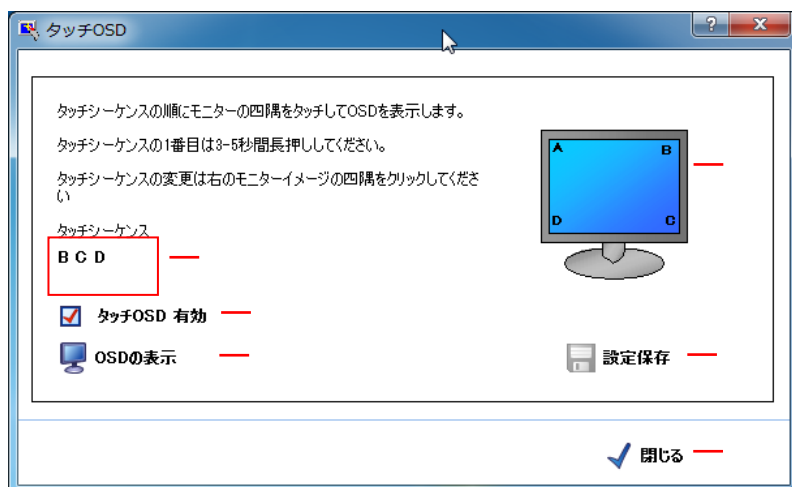 タッチOSD
タッチシーケンスの順にモニターの四隅をタッチしてOSDを表示します。
タッチシーケンスの1番目は3-5秒間長押ししてください。
タッチシーケンスの変更は右のモニターイメージの四隅をクリックしてくださ
い
タッチシーケンス
B C D
A B
D C
タッチOSD 有効
OSDの表示
設定保存
閉じる